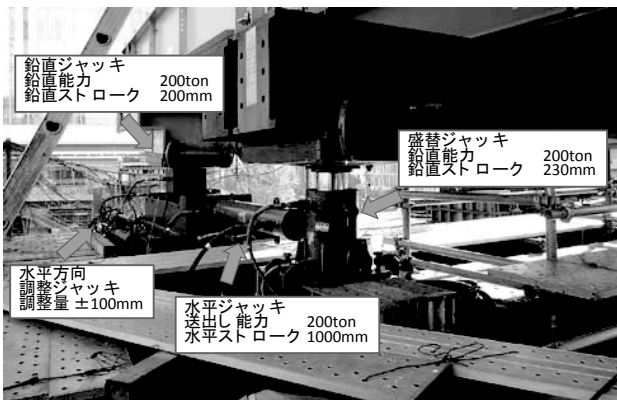 鉛直ジャッキ
鉛直能力 200ton
鉛直ストローク 200mm
盛替ジャッキ
鉛直能力 200ton
鉛直ストローク 230mm
水平方向
調整ジャッキ
調整量 ±100mm
水平ジャッキ
送出し能力 200ton
水平ストローク 1000mm